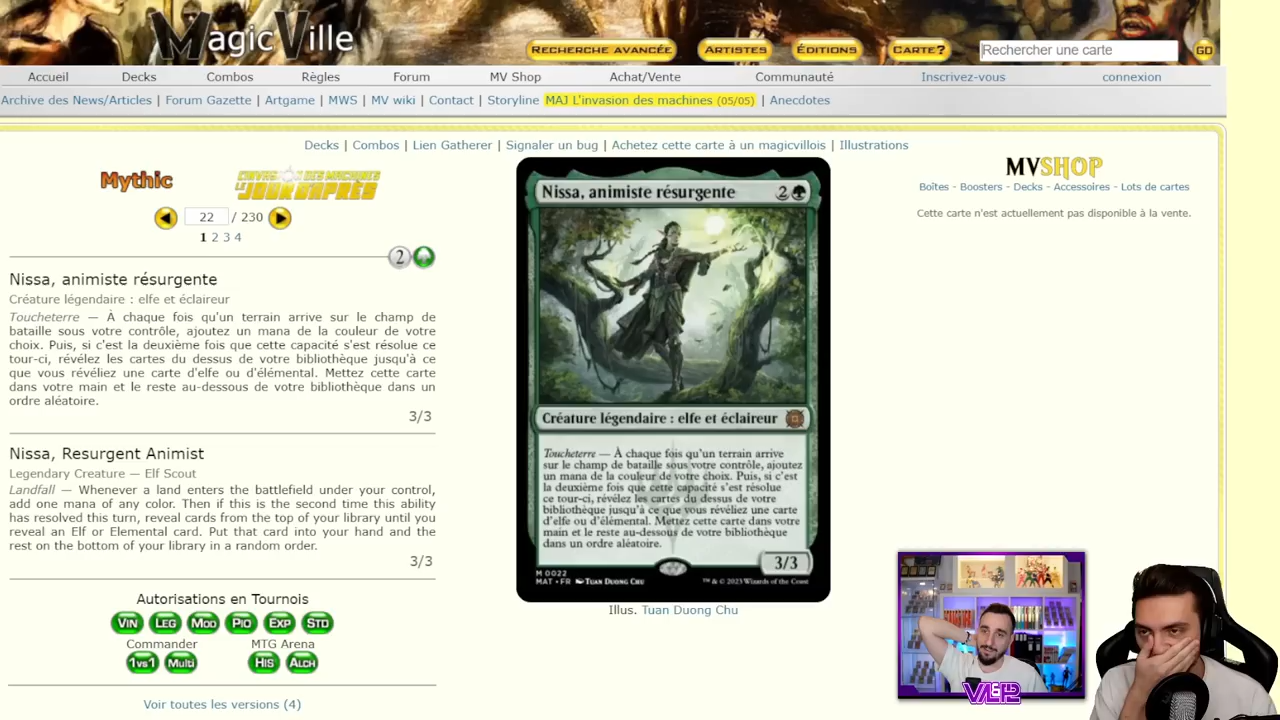 MagicVille
RECHERCHE AVANCÉE
ARTISTES
ÉDITIONS
CARTE?
Rechercher une carte
GO
Accueil
Decks
Combos
Règles
Forum
MV Shop
Achat/Vente
Communauté
Inscrivez-vous
connexion
Archive des News/Articles | Forum Gazette | Artgame | MWS | MV wiki | Contact | Storyline MAJ L'invasion des machines (05/05) | Anecdotes
Decks | Combos | Lien Gatherer | Signaler un bug | Achetez cette carte à un magicvillois | Illustrations
Mythic
L'INVASION DES MACHINES
LE JOUR D'APRÈS
22 / 230
1 2 3 4
2
Nissa, animiste résurgente
Créature légendaire : elfe et éclaireur
Toucheterre — À chaque fois qu'un terrain arrive sur le champ de
bataille sous votre contrôle, ajoutez un mana de la couleur de votre
choix. Puis, si c'est la deuxième fois que cette capacité s'est résolue ce
tour-ci, révélez les cartes du dessus de votre bibliothèque jusqu'à ce
que vous révéliez une carte d'elfe ou d'élémental. Mettez cette carte
dans votre main et le reste au-dessous de votre bibliothèque dans un
ordre aléatoire.
3/3
Nissa, Resurgent Animist
Legendary Creature — Elf Scout
Landfall — Whenever a land enters the battlefield under your control,
add one mana of any color. Then if this is the second time this ability
has resolved this turn, reveal cards from the top of your library until you
reveal an Elf or Elemental card. Put that card into your hand and the
rest on the bottom of your library in a random order.
3/3
Autorisations en Tournois
VIN LEG MOD PIO EXP STD
Commander
MTG Arena
1vs1 Multi
HIS ALCH
Voir toutes les versions (4)
Nissa, animiste résurgente
2
Créature légendaire : elfe et éclaireur
Toucheterre — À chaque fois qu'un terrain arrive
sur le champ de bataille sous votre contrôle, ajoutez
un mana de la couleur de votre choix. Puis, si c'est
la deuxième fois que cette capacité s'est résolue
ce tour-ci, révélez les cartes du dessus de votre
bibliothèque jusqu'à ce que vous révéliez une carte
d'elfe ou d'élémental. Mettez cette carte dans votre
main et le reste au-dessous de votre bibliothèque
dans un ordre aléatoire.
3/3
M 0022
MAT • FR TUAN DUONG CHU
™ & © 2023 Wizards of the Coast
Illus. Tuan Duong Chu
MVSHOP
Boîtes - Boosters - Decks - Accessoires - Lots de cartes
Cette carte n'est actuellement pas disponible à la vente.